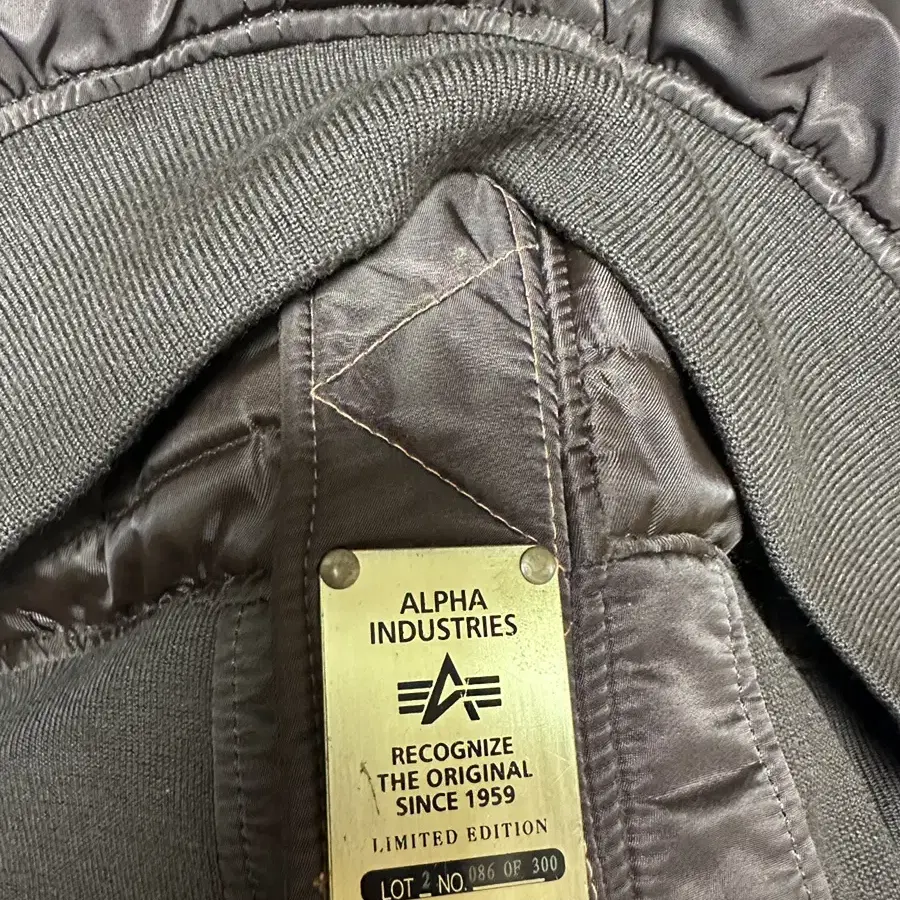 ALPHA
INDUSTRIES
RECOGNIZE
THE ORIGINAL
SINCE 1959
LIMITED EDITION
LOT 2 NO. 086 OF 300